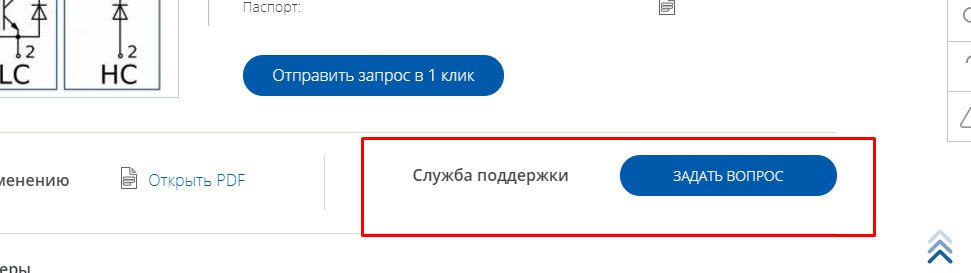 Паспорт:
2
2
LC
HC
Отправить запрос в 1 клик
менению
Открыть PDF
Служба поддержки
ЗАДАТЬ ВОПРОС
еры